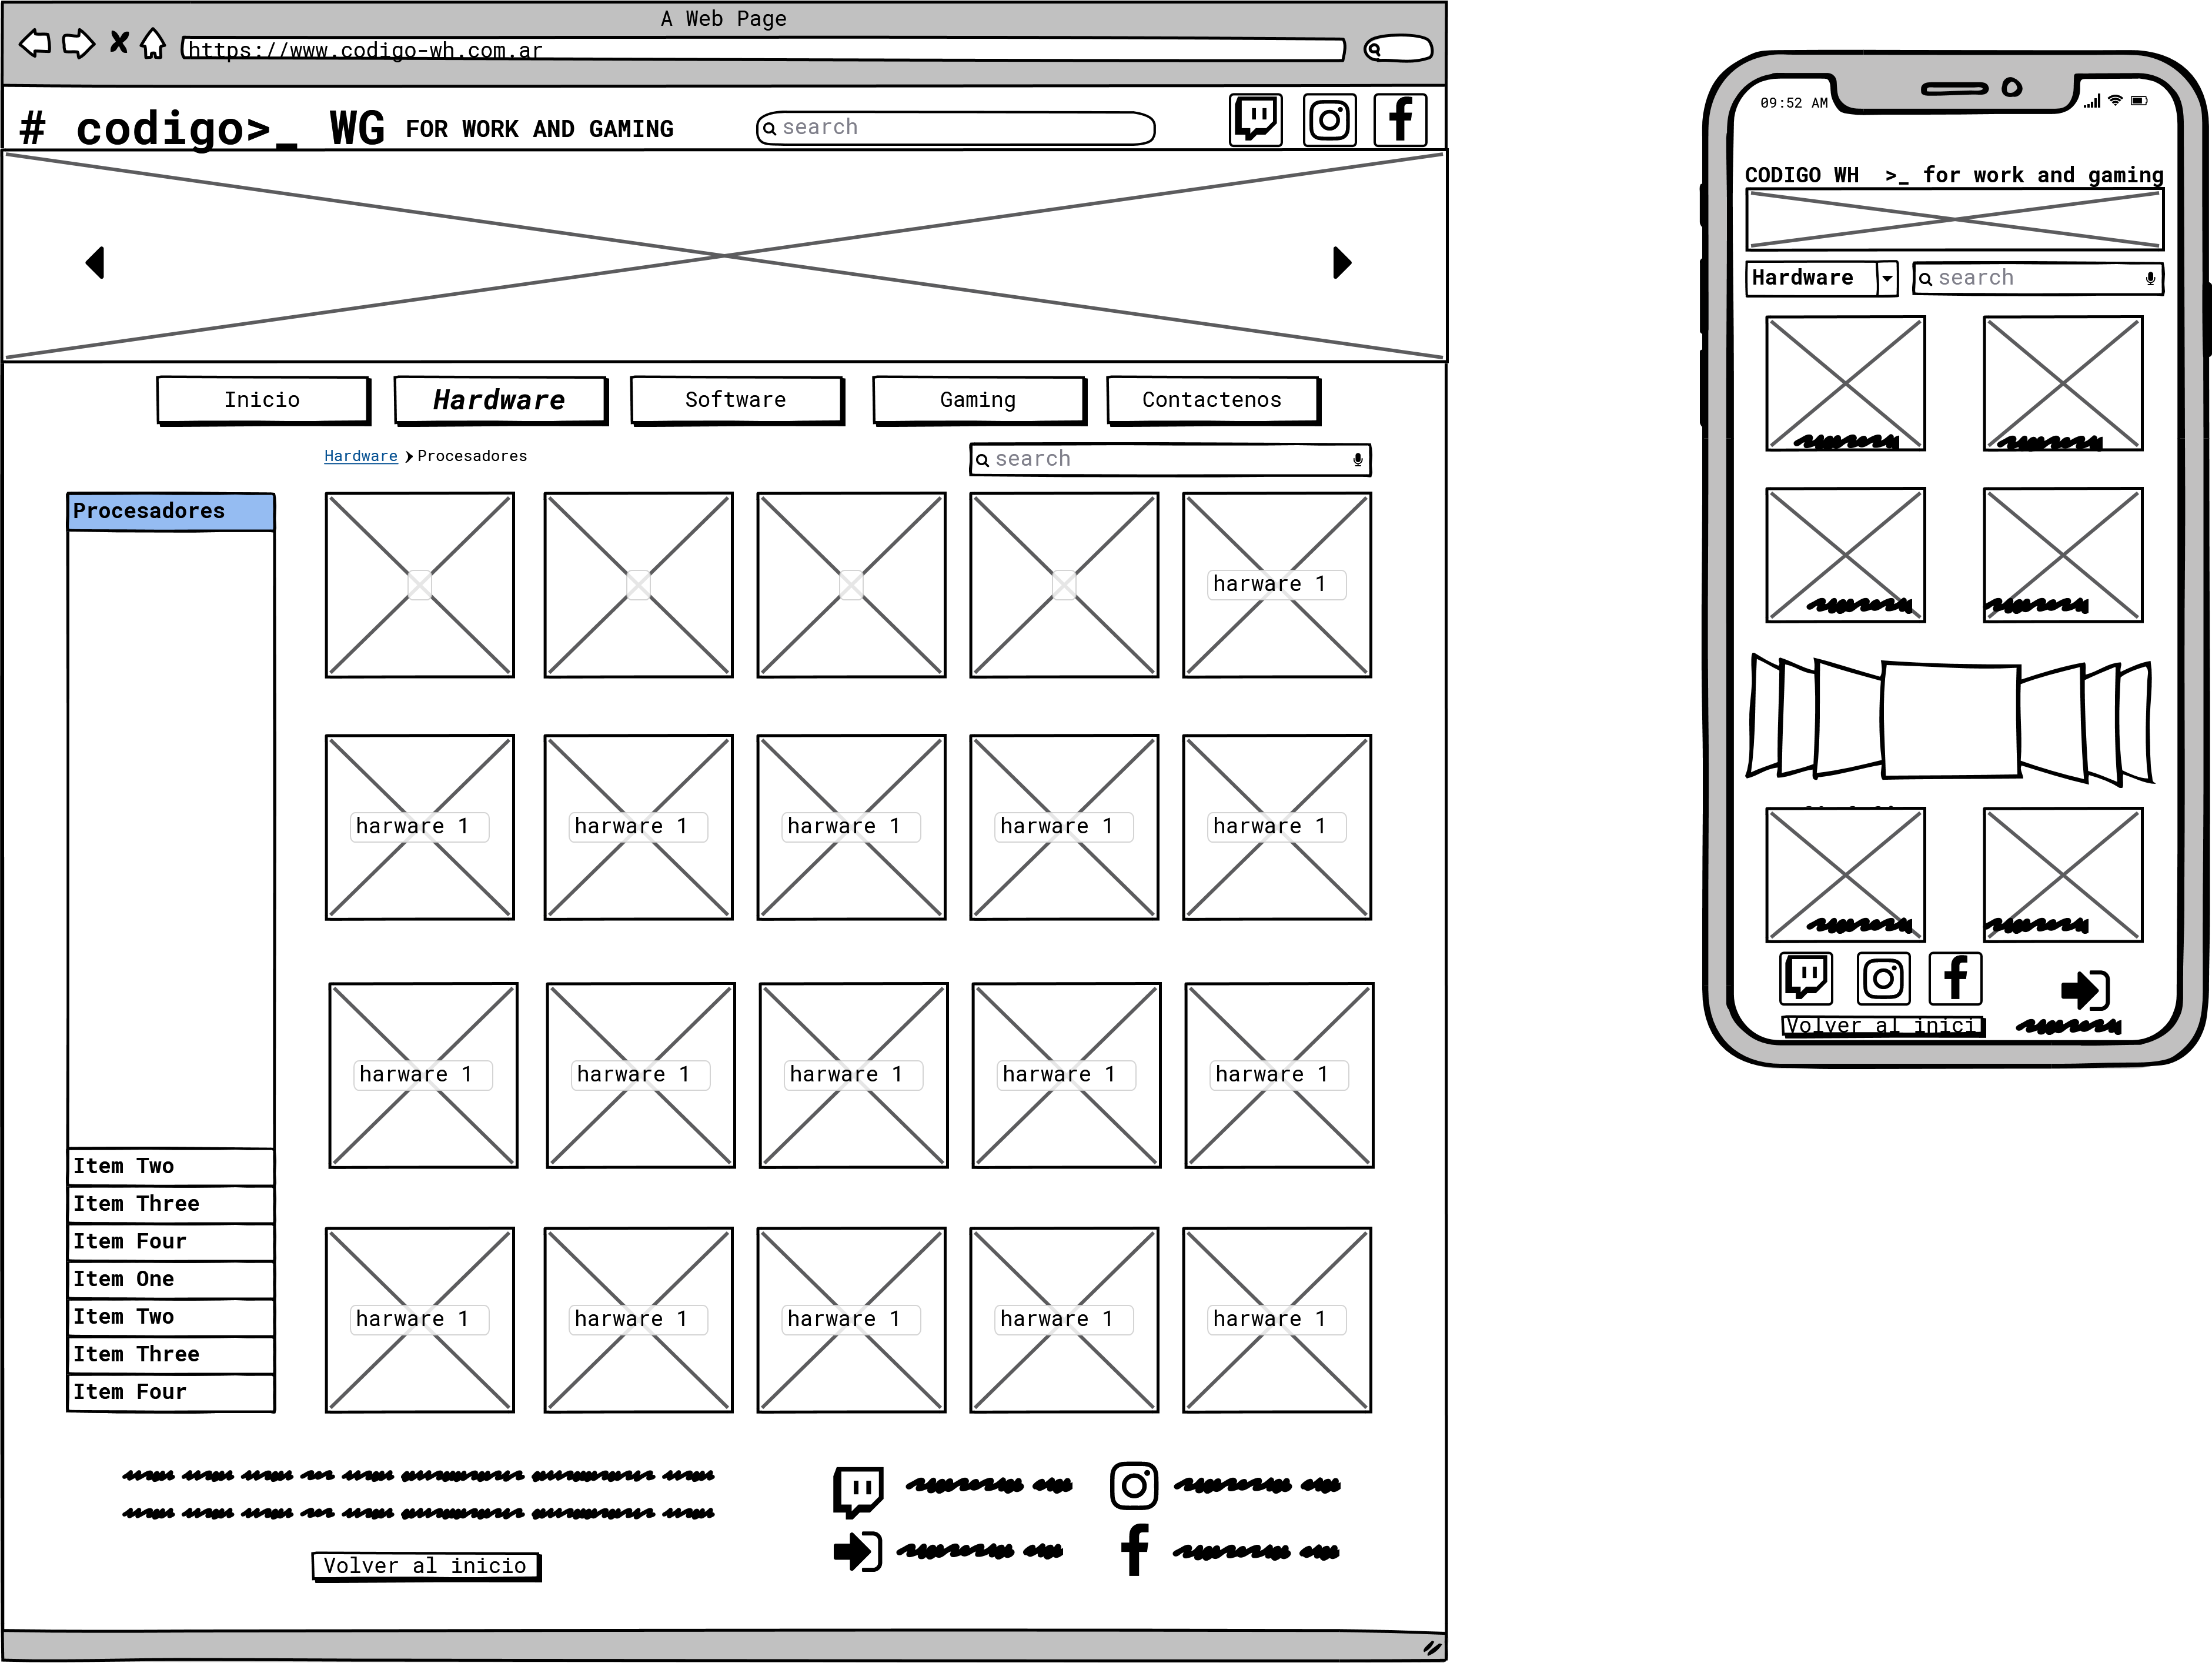 A Web Page
https://www.codigo-wh.com.ar
# codigo>_ WG FOR WORK AND GAMING
search
Inicio
Hardware
Software
Gaming
Contactenos
Hardware
Procesadores
search
Procesadores
harware 1
harware 1
harware 1
harware 1
harware 1
harware 1
harware 1
harware 1
harware 1
harware 1
harware 1
Item Two
Item Three
Item Four
Item One
Item Two
Item Three
Item Four
harware 1
harware 1
harware 1
harware 1
harware 1
Volver al inicio
09:52 AM
CODIGO WH >_ for work and gaming
Hardware
search
Volver al inici